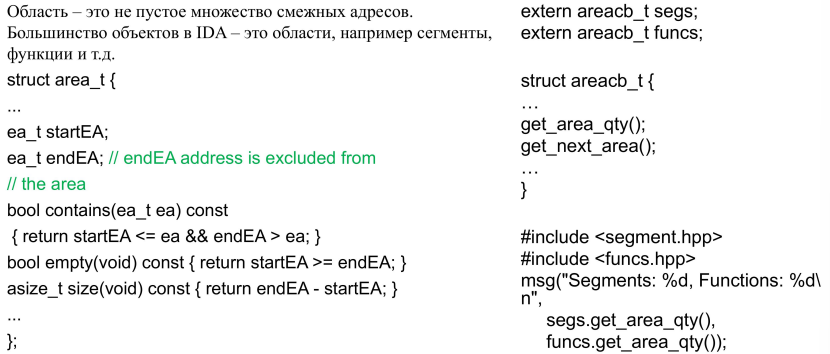 Область – это не пустое множество смежных адресов.
Большинство объектов в IDA – это области, например сегменты,
функции и т.д.
struct area_t {
...
ea_t startEA;
ea_t endEA; // endEA address is excluded from
// the area
bool contains(ea_t ea) const
{ return startEA <= ea && endEA > ea; }
bool empty(void) const { return startEA >= endEA; }
asize_t size(void) const { return endEA - startEA; }
...
};
extern areacb_t segs;
extern areacb_t funcs;
struct areacb_t {
…
get_area_qty();
get_next_area();
…
}
#include <segment.hpp>
#include <funcs.hpp>
msg("Segments: %d, Functions: %d\
n",
segs.get_area_qty(),
funcs.get_area_qty());